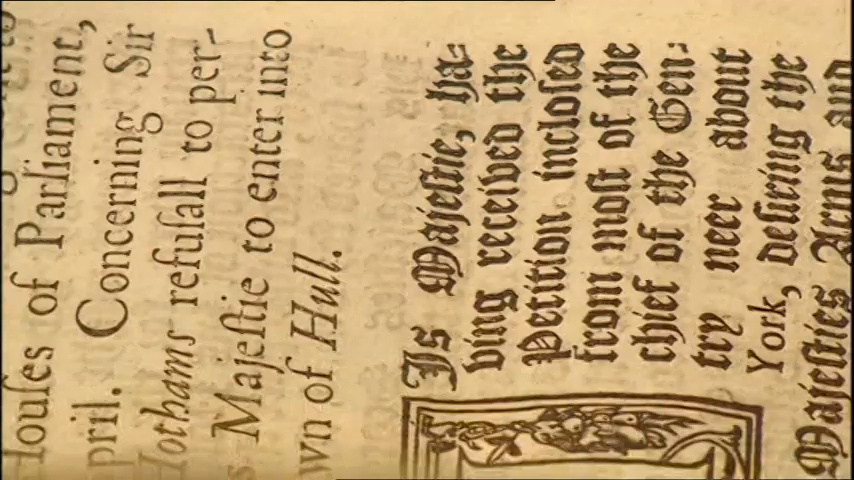 Houſes of Parliament,
pril. Concerning Sir
Hothams refuſall to per-
s Majeſtie to enter into
wn of Hull.
Is Majeſtie, ha-
ving received the
Petition incloſed
from moſt of the
chief of the Gen-
try neer about
York, deſiring the
Majeſties Arms and